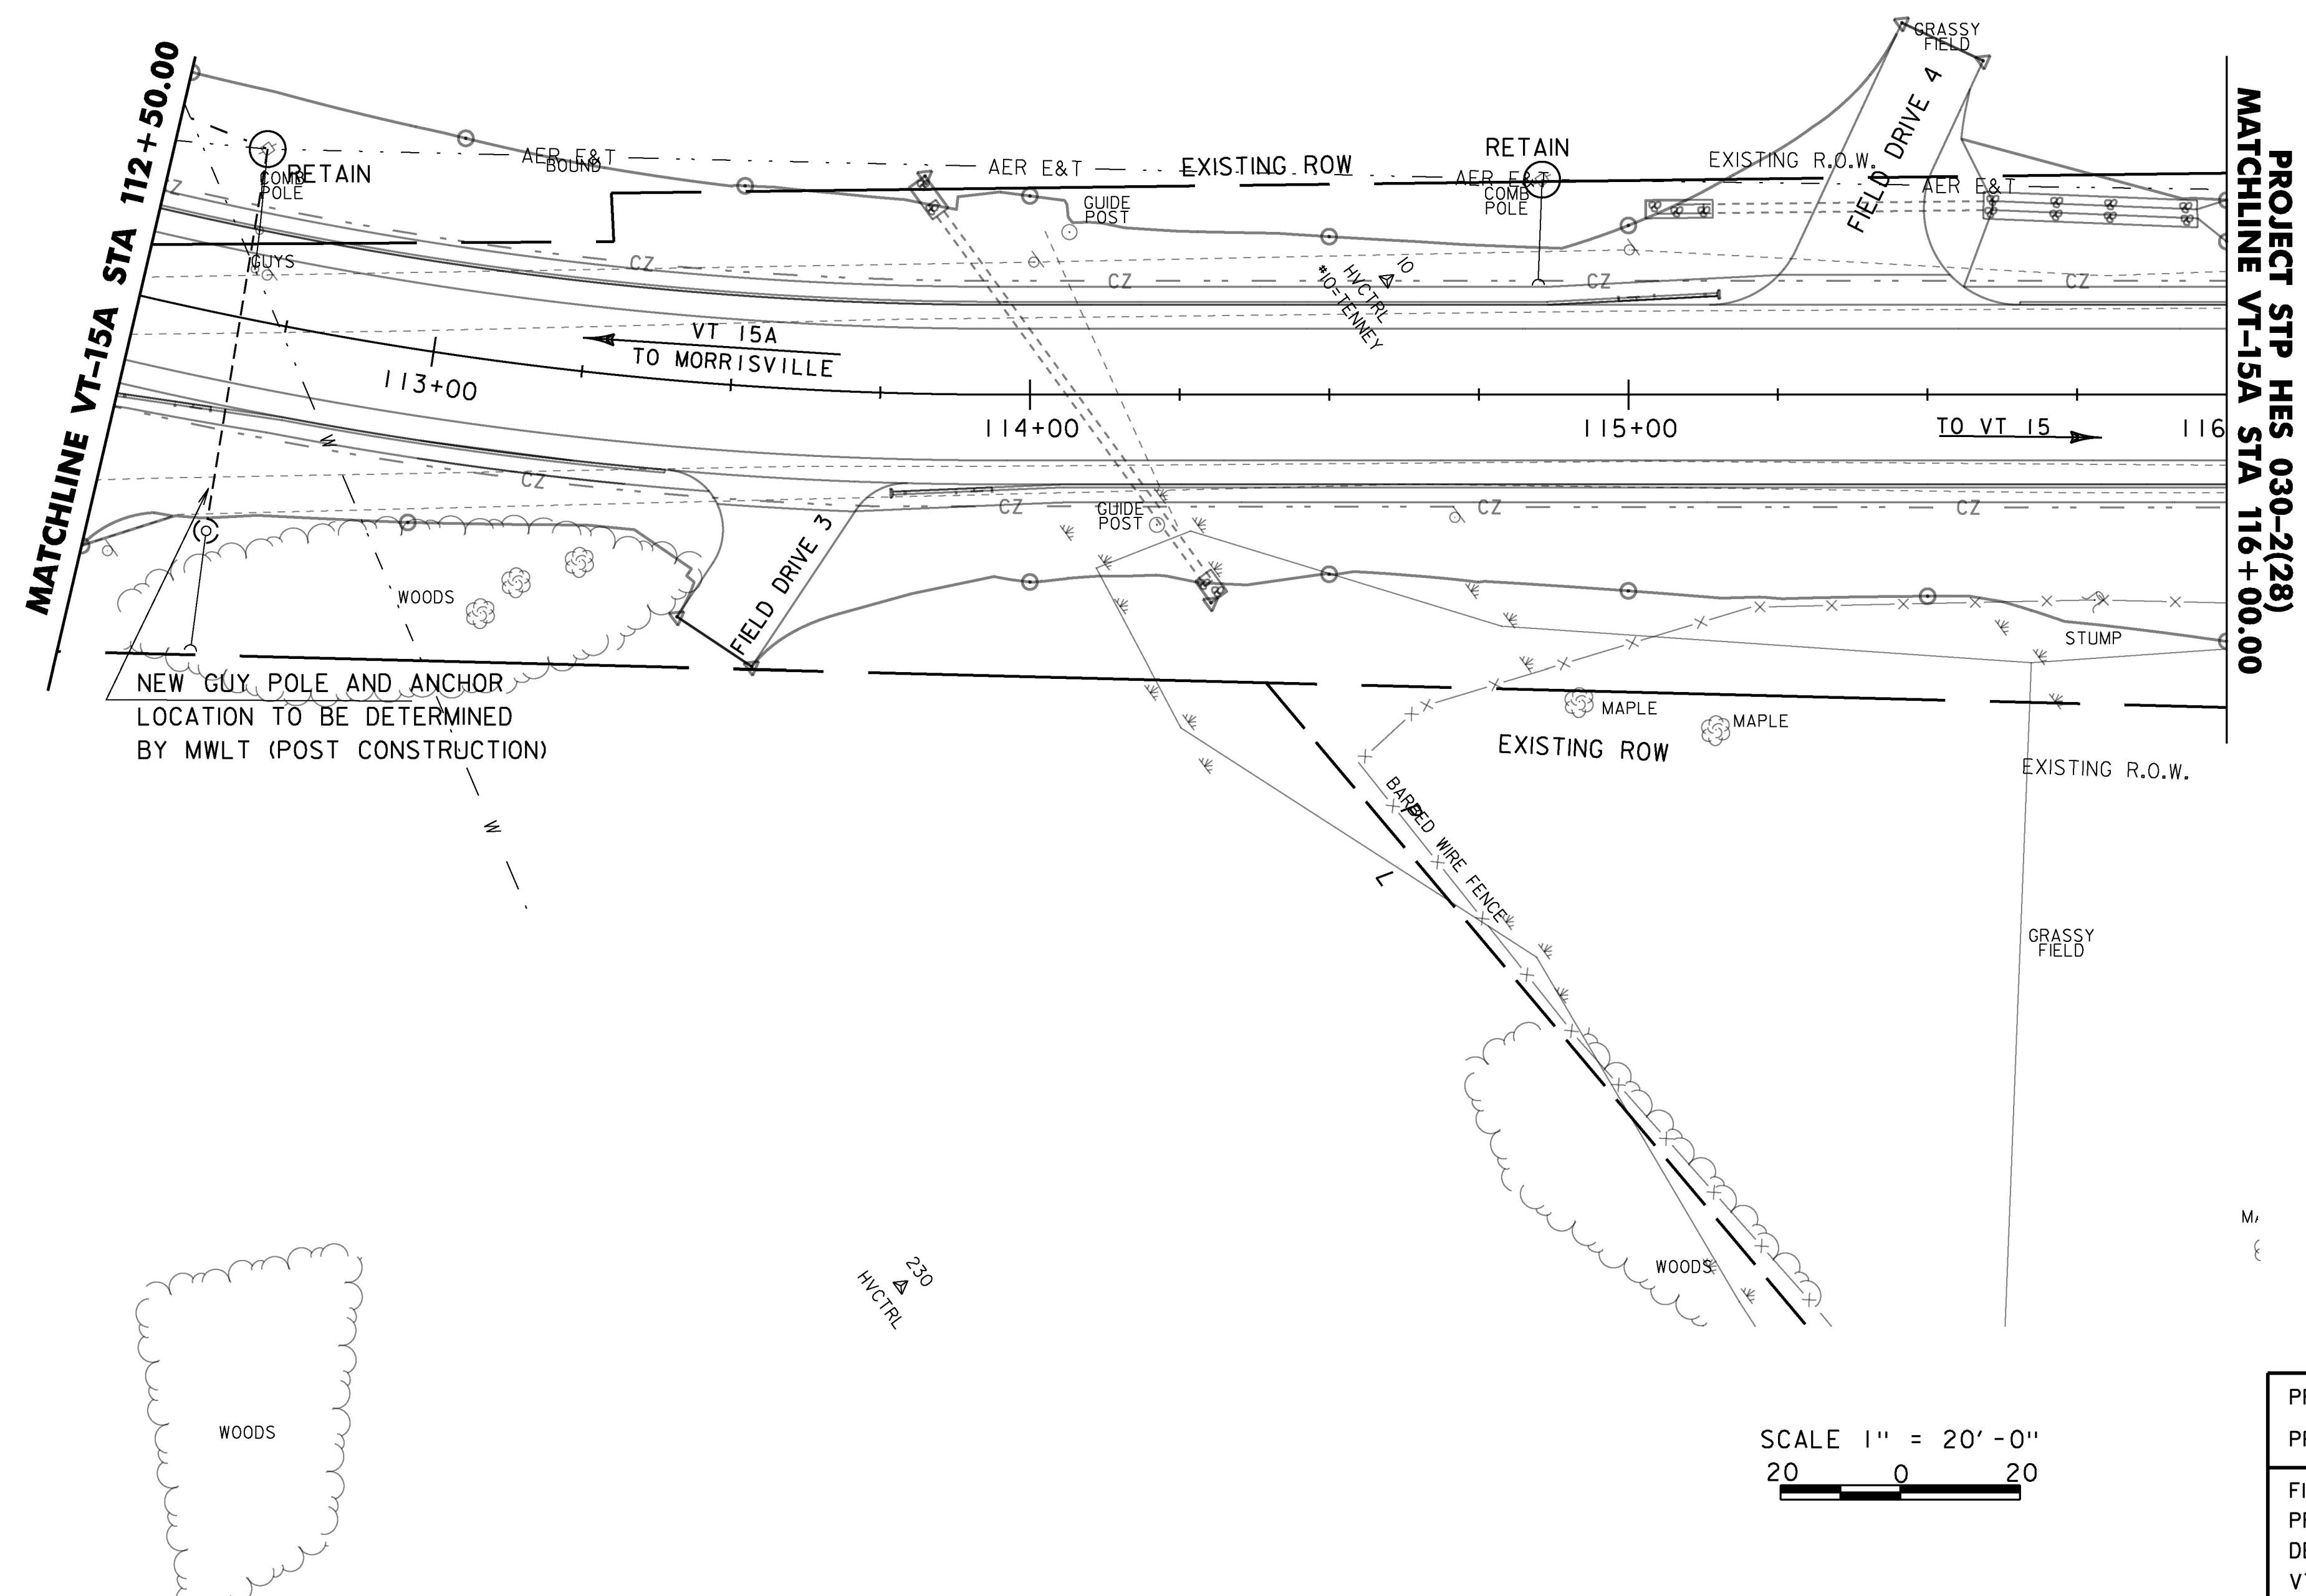 MATCHLINE VT-15A STA 112+50.00
GRASSY
FIELD
FIELD DRIVE 4
RETAIN
COMB
POLE
GUYS
AER E&T
BOUND
AER E&T
EXISTING ROW
RETAIN
AER E&T
COMB
POLE
EXISTING R.O.W.
AER E&T
GUIDE
POST
CZ
CZ
CZ
CZ
10
HVCTRL
#10=TENNEY
VT 15A
TO MORRISVILLE
113+00
114+00
115+00
TO VT 15
116
PROJECT STP HES 030-2(28)
MATCHLINE VT-15A STA 116+00.00
W
CZ
CZ
CZ
CZ
GUIDE
POST
FIELD DRIVE 3
WOODS
STUMP
NEW GUY POLE AND ANCHOR
LOCATION TO BE DETERMINED
BY MWLT (POST CONSTRUCTION)
MAPLE
MAPLE
EXISTING ROW
EXISTING R.O.W.
W
BARBED WIRE FENCE
GRASSY
FIELD
WOODS
230
HVCTRL
WOODS
SCALE 1" = 20'-0"
20 0 20